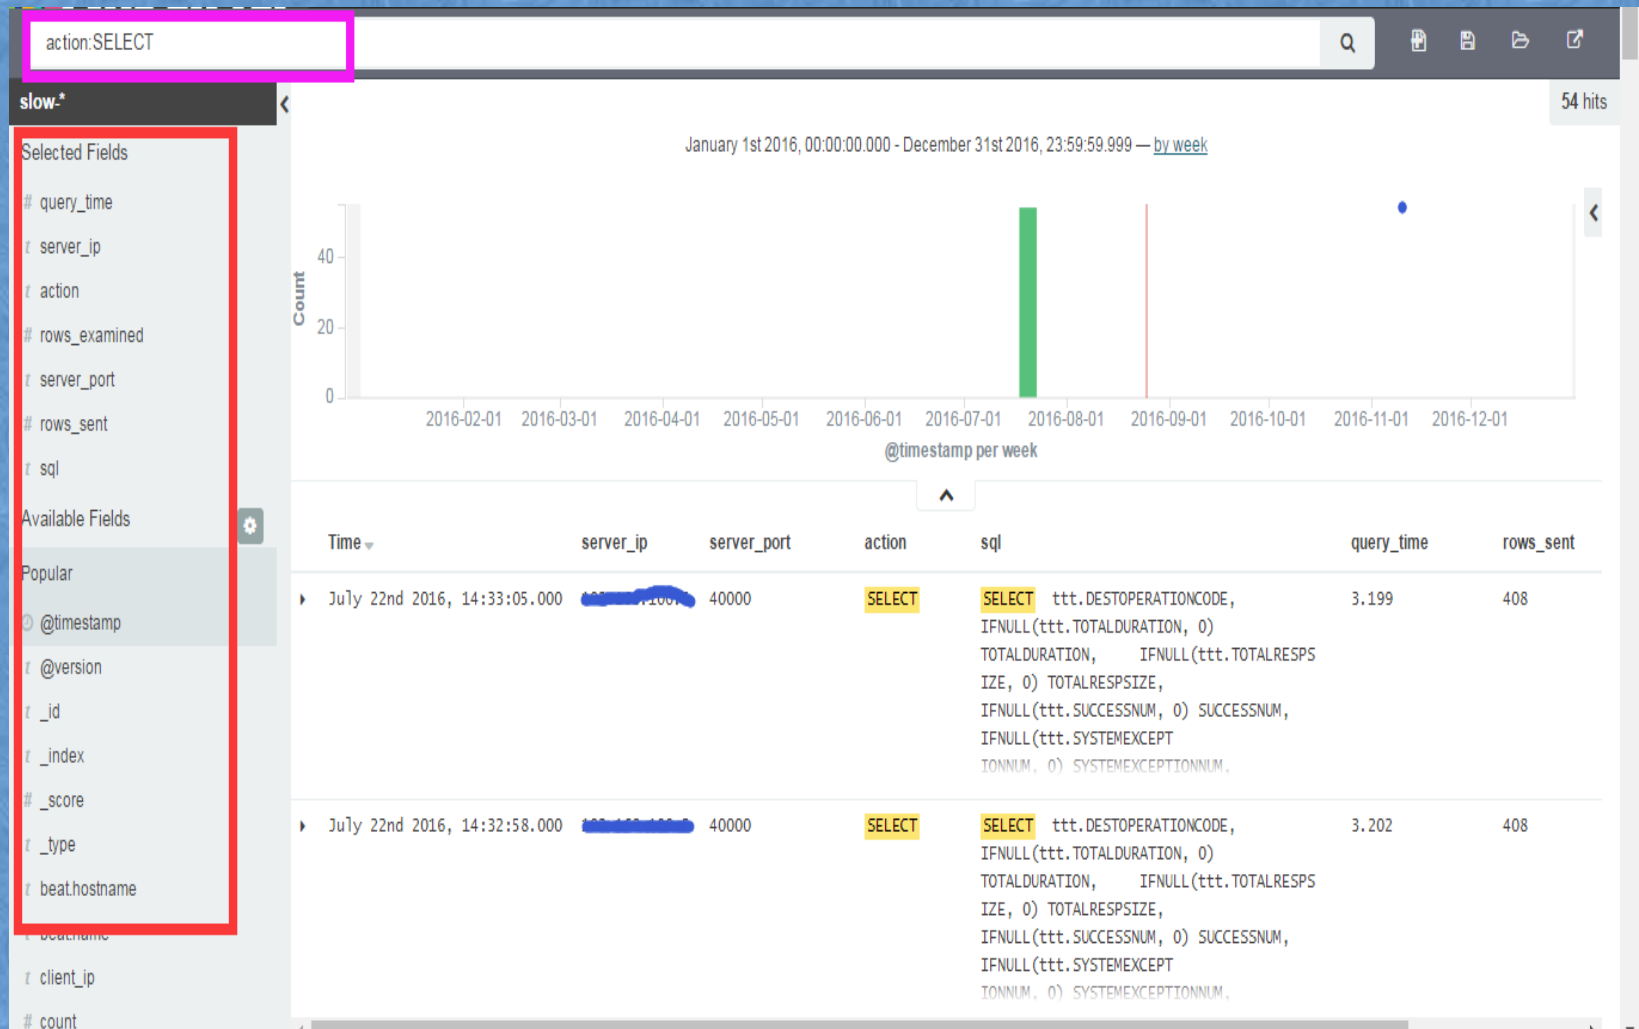 action:SELECT
slow-*
54 hits
January 1st 2016, 00:00:00.000 - December 31st 2016, 23:59:59.999 — by week
Selected Fields
# query_time
t server_ip
t action
# rows_examined
t server_port
# rows_sent
t sql
Available Fields
Popular
@timestamp
t @version
t _id
t _index
# _score
t _type
t beat.hostname
t beat.name
t client_ip
# count
Count
40
20
0
2016-02-01 2016-03-01 2016-04-01 2016-05-01 2016-06-01 2016-07-01 2016-08-01 2016-09-01 2016-10-01 2016-11-01 2016-12-01
@timestamp per week
Time server_ip server_port action sql query_time rows_sent
July 22nd 2016, 14:33:05.000 40000 SELECT SELECT ttt.DESTOPERATIONCODE, 3.199 408
IFNULL(ttt.TOTALDURATION, 0)
TOTALDURATION, IFNULL(ttt.TOTALRESPS
IZE, 0) TOTALRESPSIZE,
IFNULL(ttt.SUCCESSNUM, 0) SUCCESSNUM,
IFNULL(ttt.SYSTEMEXCEPT
IONNUM, 0) SYSTEMEXCEPTIONNUM,
July 22nd 2016, 14:32:58.000 40000 SELECT SELECT ttt.DESTOPERATIONCODE, 3.202 408
IFNULL(ttt.TOTALDURATION, 0)
TOTALDURATION, IFNULL(ttt.TOTALRESPS
IZE, 0) TOTALRESPSIZE,
IFNULL(ttt.SUCCESSNUM, 0) SUCCESSNUM,
IFNULL(ttt.SYSTEMEXCEPT
IONNUM, 0) SYSTEMEXCEPTIONNUM,